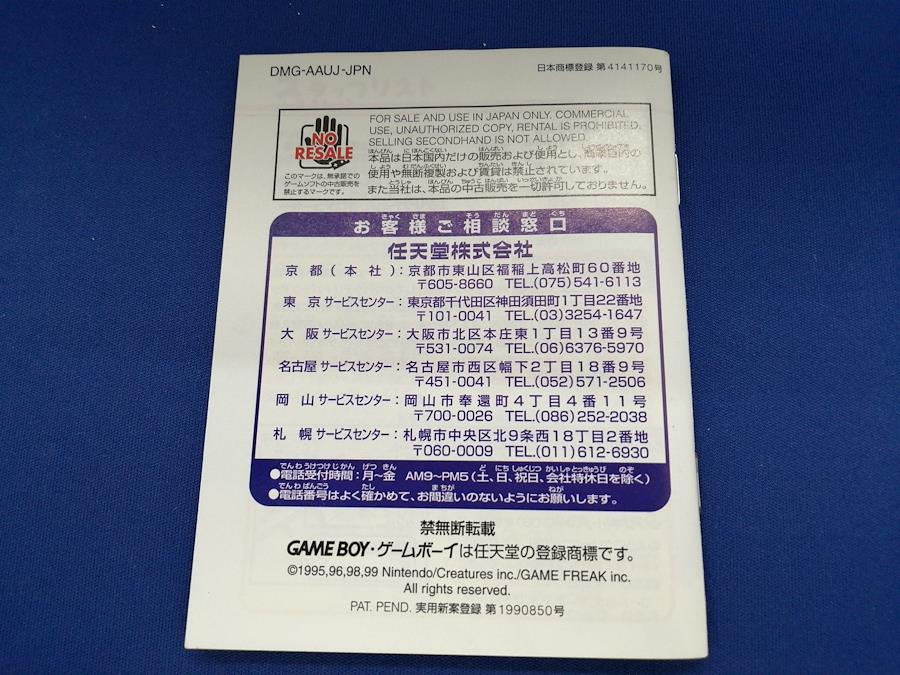 DMG-AAUJ-JPN
日本商標登録 第4141170号
NO RESALE
このマークは、無承諾での
ゲームソフトの中古販売を
禁止するマークです。
FOR SALE AND USE IN JAPAN ONLY. COMMERCIAL
USE, UNAUTHORIZED COPY, RENTAL IS PROHIBITED.
SELLING SECONDHAND IS NOT ALLOWED.
本品は日本国内だけの販売および使用とし、商業目的の
使用や無断複製および賃貸は禁止されています。
また当社は、本品の中古販売を一切許可しておりません。
お客様ご相談窓口
任天堂株式会社
京都(本社):京都市東山区福稲上高松町60番地
〒605-8660 TEL.(075)541-6113
東京サービスセンター:東京都千代田区神田須田町1丁目22番地
〒101-0041 TEL.(03)3254-1647
大阪サービスセンター:大阪市北区本庄東1丁目13番9号
〒531-0074 TEL.(06)6376-5970
名古屋サービスセンター:名古屋市西区幅下2丁目18番9号
〒451-0041 TEL.(052)571-2506
岡山サービスセンター:岡山市奉還町4丁目4番11号
〒700-0026 TEL.(086)252-2038
札幌サービスセンター:札幌市中央区北9条西18丁目2番地
〒060-0009 TEL.(011)612-6930
●電話受付時間:月~金 AM9~PM5(土、日、祝日、会社特休日を除く)
●電話番号はよく確かめて、お間違いのないようにお願いします。
禁無断転載
GAME BOY・ゲームボーイは任天堂の登録商標です。
©1995,96,98,99 Nintendo/Creatures inc./GAME FREAK inc.
All rights reserved.
PAT. PEND. 実用新案登録 第1990850号